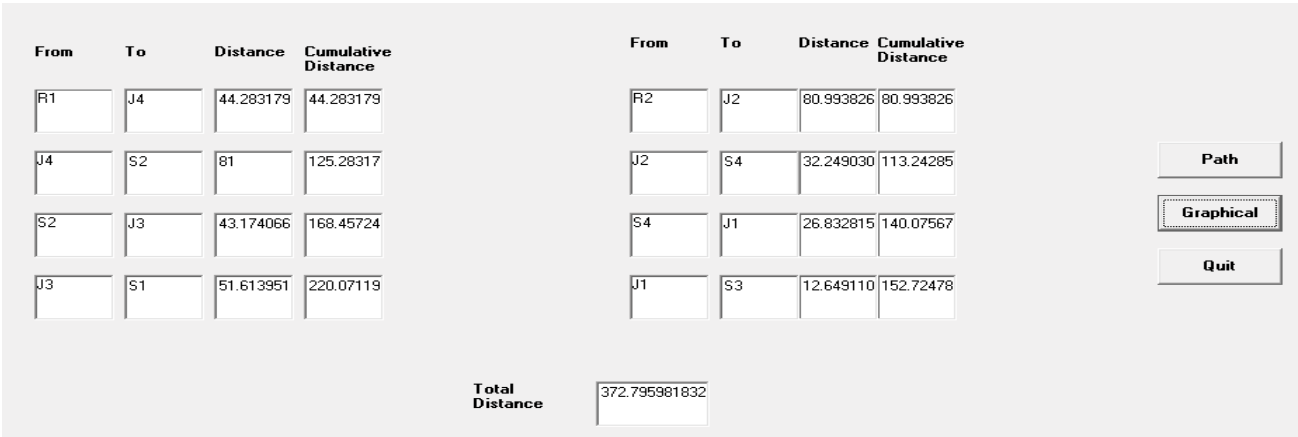 From To Distance Cumulative
Distance
R1 J4 44.283179 44.283179
J4 S2 81 125.28317
S2 J3 43.174066 168.45724
J3 S1 51.613951 220.07119
From To Distance Cumulative
Distance
R2 J2 80.993826 80.993826
J2 S4 32.249030 113.24285
S4 J1 26.832815 140.07567
J1 S3 12.649110 152.72478
Path
Graphical
Quit
Total
Distance
372.795981832